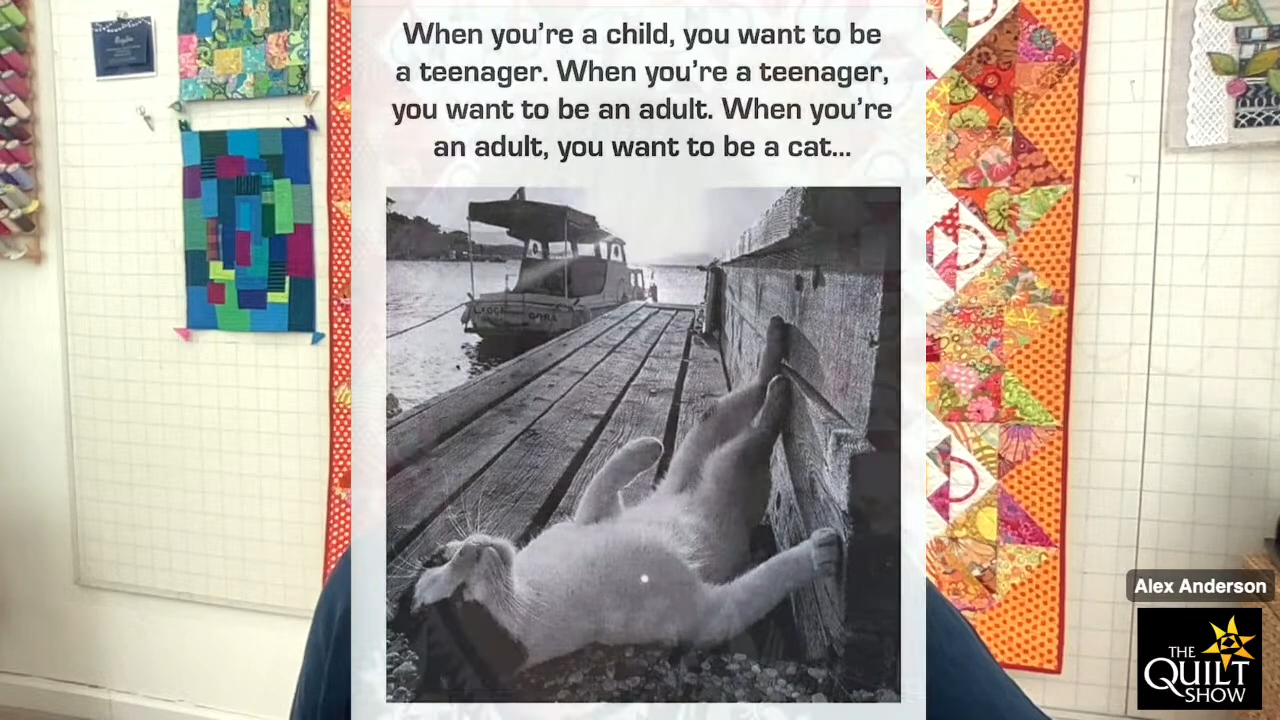 When you're a child, you want to be
a teenager. When you're a teenager,
you want to be an adult. When you're
an adult, you want to be a cat...
GORA
Alex Anderson
THE
QUILT
SHOW